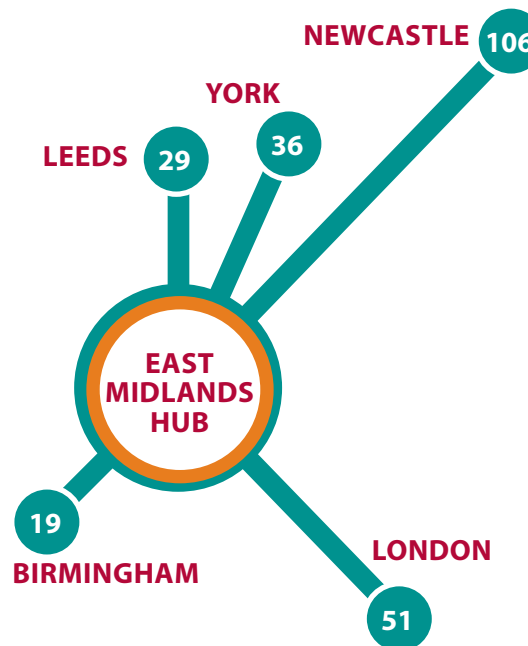 NEWCASTLE
106
YORK
36
LEEDS
29
EAST
MIDLANDS
HUB
19
BIRMINGHAM
LONDON
51